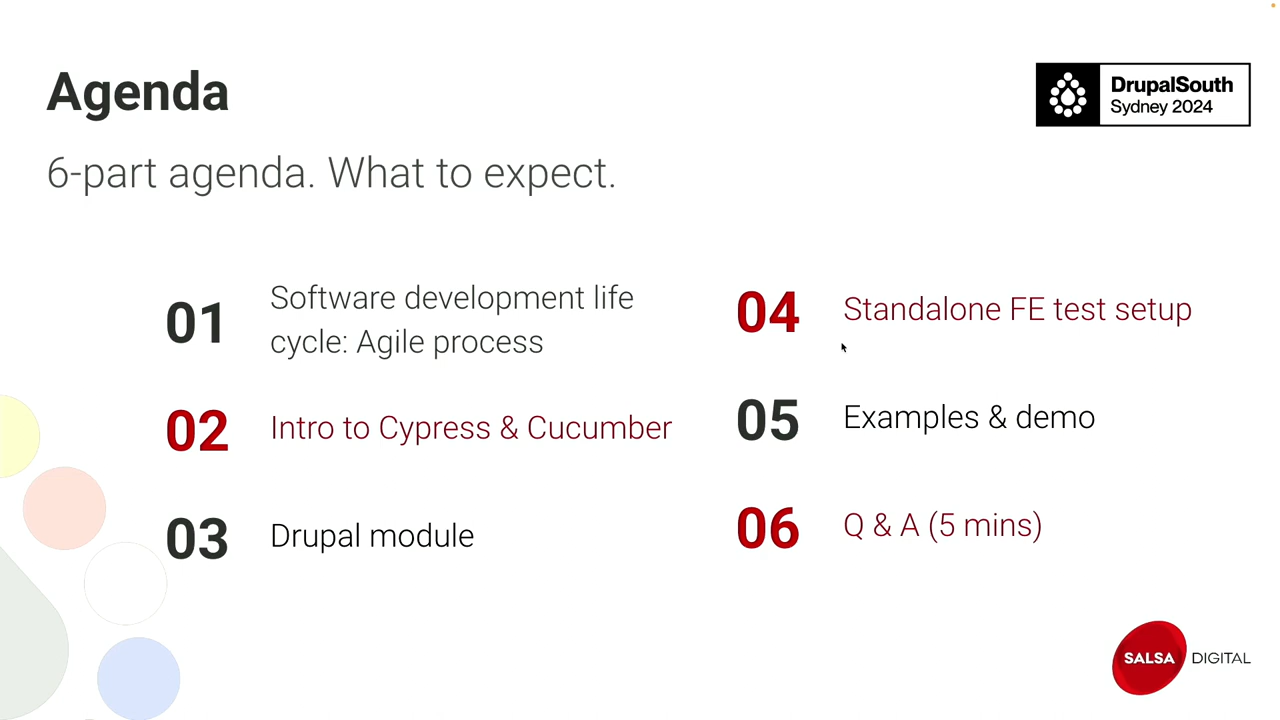 Agenda
DrupalSouth
Sydney 2024
6-part agenda. What to expect.
01
Software development life
cycle: Agile process
02
Intro to Cypress & Cucumber
03
Drupal module
04
Standalone FE test setup
05
Examples & demo
06
Q & A (5 mins)
SALSA DIGITAL